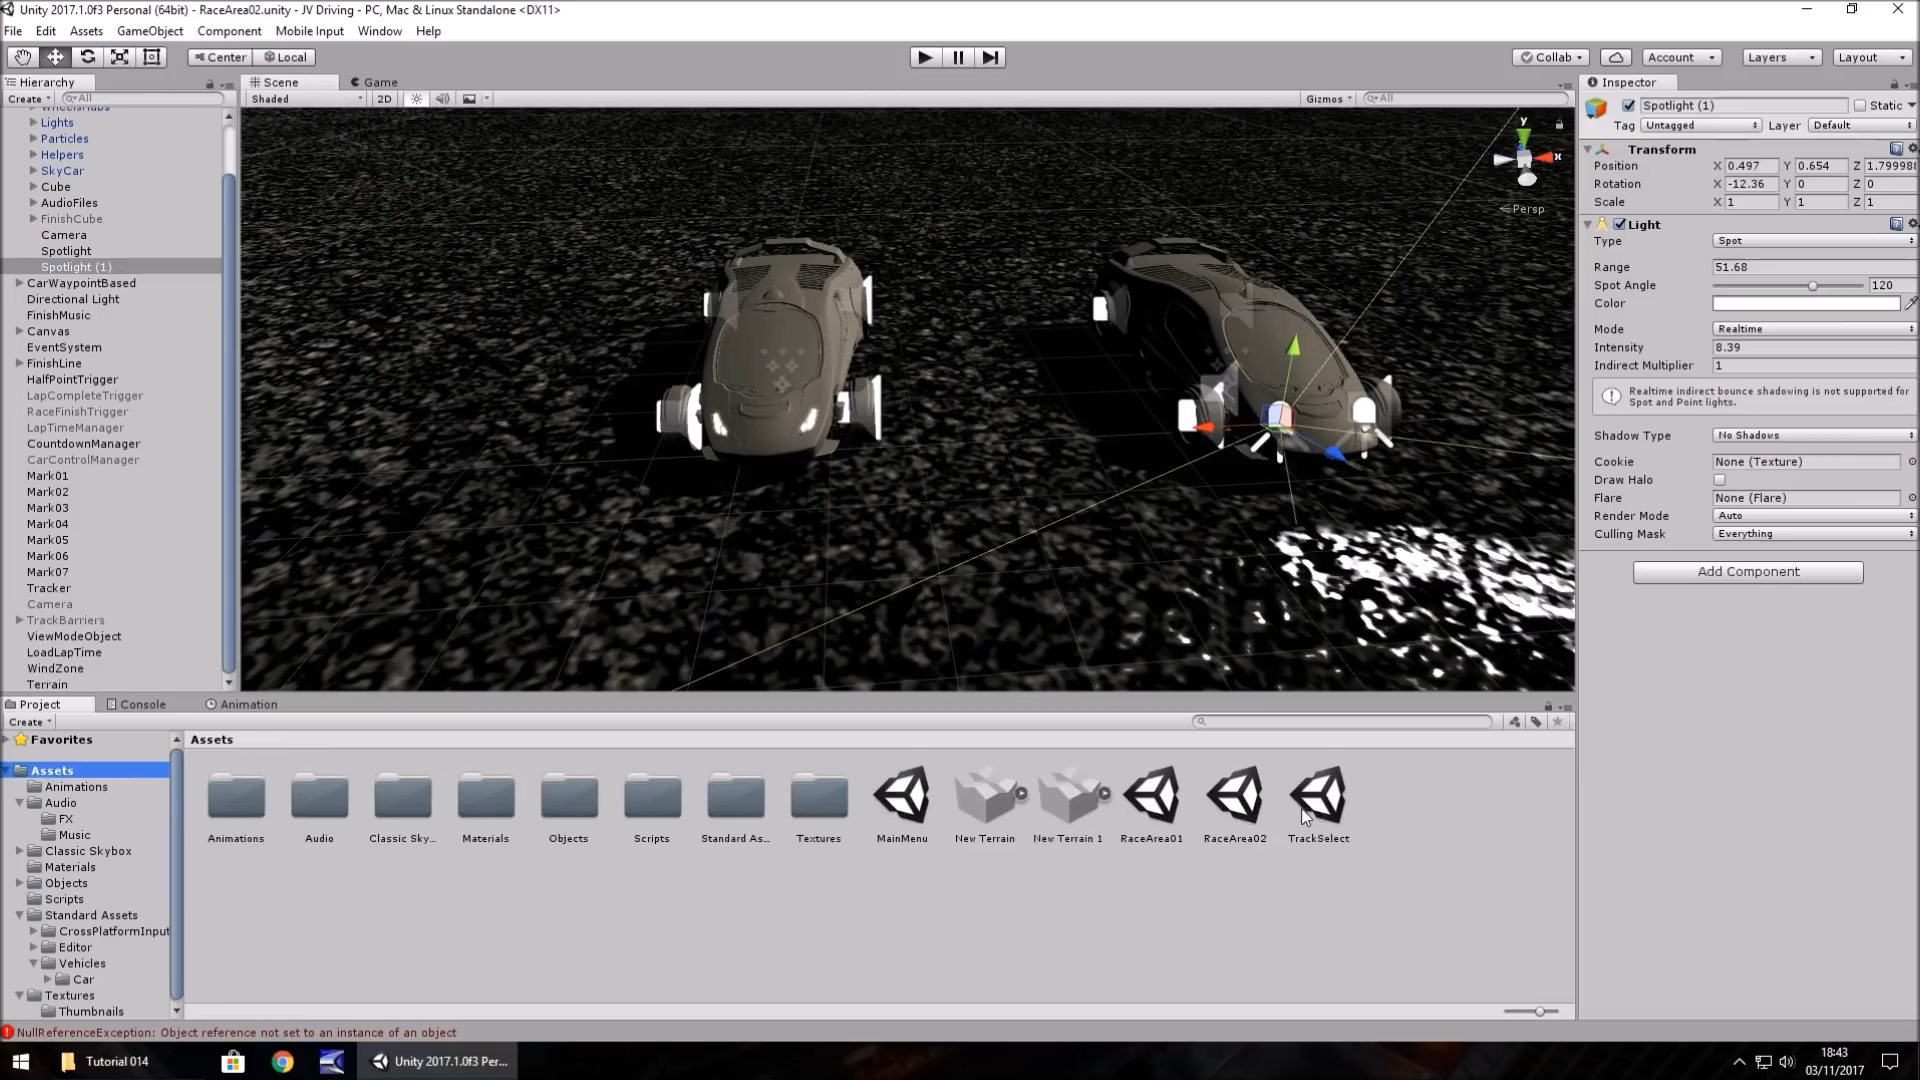 Unity 2017.1.0f3 Personal (64bit) - RaceArea02.unity - JV Driving - PC, Mac & Linux Standalone <DX11>
File Edit Assets GameObject Component Mobile Input Window Help
Center Local
Collab Account Layers Layout
Hierarchy
Create All
WheelsHubs
Lights
Particles
Helpers
SkyCar
Cube
AudioFiles
FinishCube
Camera
Spotlight
Spotlight (1)
CarWaypointBased
Directional Light
FinishMusic
Canvas
EventSystem
FinishLine
HalfPointTrigger
LapCompleteTrigger
RaceFinishTrigger
LapTimeManager
CountdownManager
CarControlManager
Mark01
Mark02
Mark03
Mark04
Mark05
Mark06
Mark07
Tracker
Camera
TrackBarriers
ViewModeObject
LoadLapTime
WindZone
Terrain
Scene Game
Shaded 2D Gizmos All
y
x
Persp
Inspector
Spotlight (1) Static
Tag Untagged Layer Default
Transform
Position X 0.497 Y 0.654 Z 1.799988
Rotation X -12.36 Y 0 Z 0
Scale X 1 Y 1 Z 1
Light
Type Spot
Range 51.68
Spot Angle 120
Color
Mode Realtime
Intensity 8.39
Indirect Multiplier 1
Realtime indirect bounce shadowing is not supported for
Spot and Point lights.
Shadow Type No Shadows
Cookie None (Texture)
Draw Halo
Flare None (Flare)
Render Mode Auto
Culling Mask Everything
Add Component
Project Console Animation
Create
Favorites
Assets
Animations
Audio
FX
Music
Classic Skybox
Materials
Objects
Scripts
Standard Assets
CrossPlatformInput
Editor
Vehicles
Car
Textures
Thumbnails
Assets
Animations Audio Classic Sky... Materials Objects Scripts Standard As... Textures MainMenu New Terrain New Terrain 1 RaceArea01 RaceArea02 TrackSelect
NullReferenceException: Object reference not set to an instance of an object
Tutorial 014
Unity 2017.1.0f3 Per...
18:43
03/11/2017